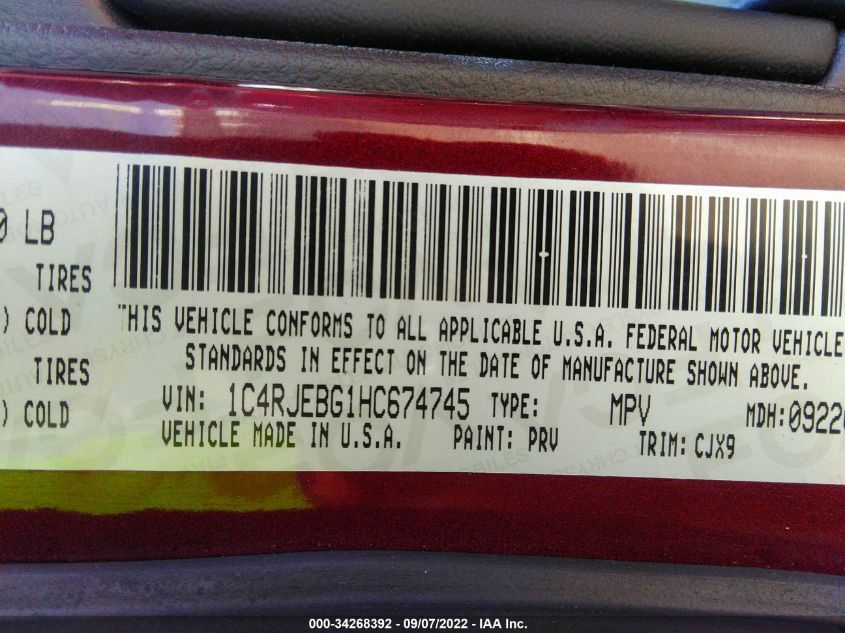 0 LB
TIRES
) COLD
TIRES
) COLD
THIS VEHICLE CONFORMS TO ALL APPLICABLE U.S.A. FEDERAL MOTOR VEHICLE
STANDARDS IN EFFECT ON THE DATE OF MANUFACTURE SHOWN ABOVE.
VIN: 1C4RJEBG1HC674745 TYPE: MPV MDH:0922
VEHICLE MADE IN U.S.A. PAINT: PRV TRIM: CJX9
000-34268392 - 09/07/2022 - IAA Inc.